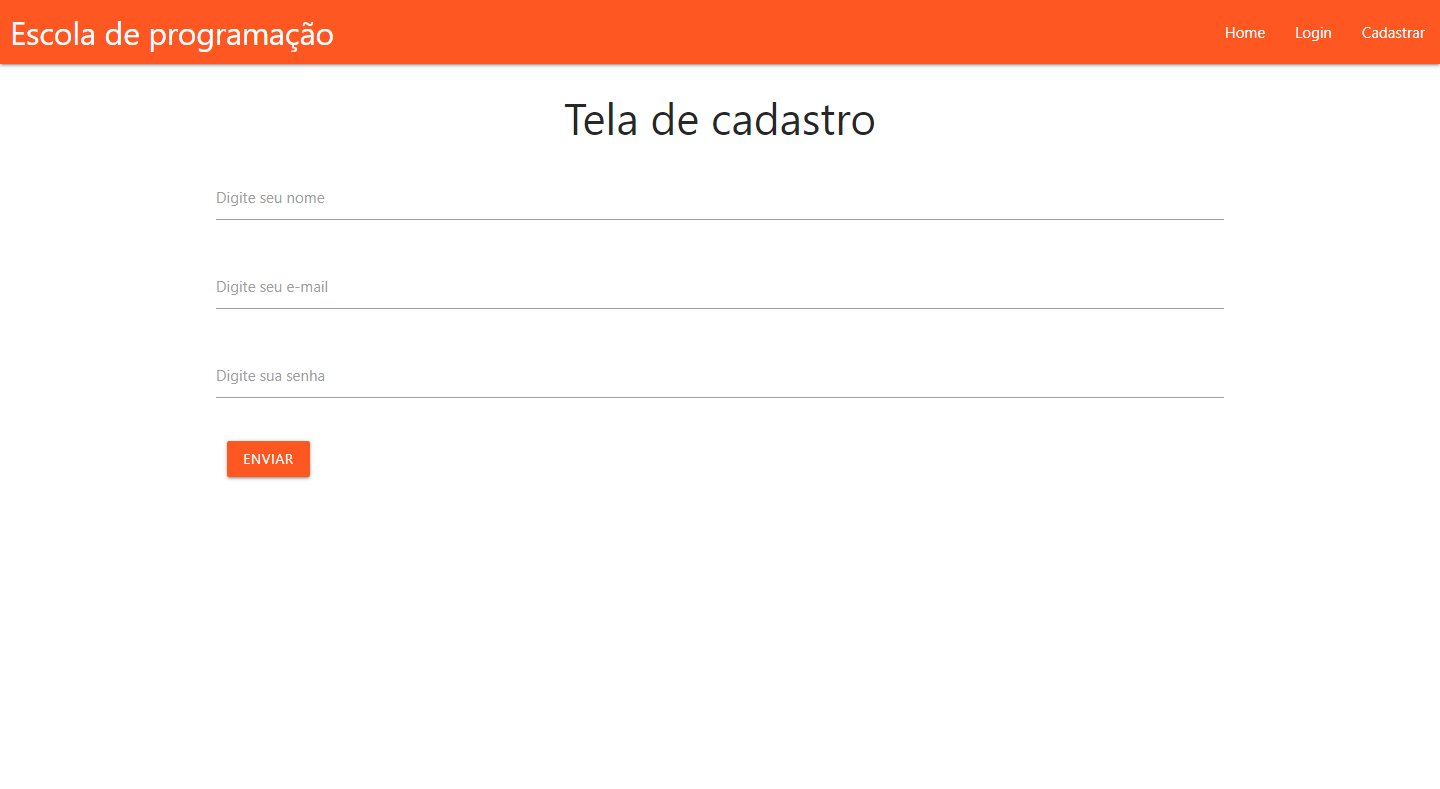 Escola de programação
Home
Login
Cadastrar
Tela de cadastro
Digite seu nome
Digite seu e-mail
Digite sua senha
ENVIAR